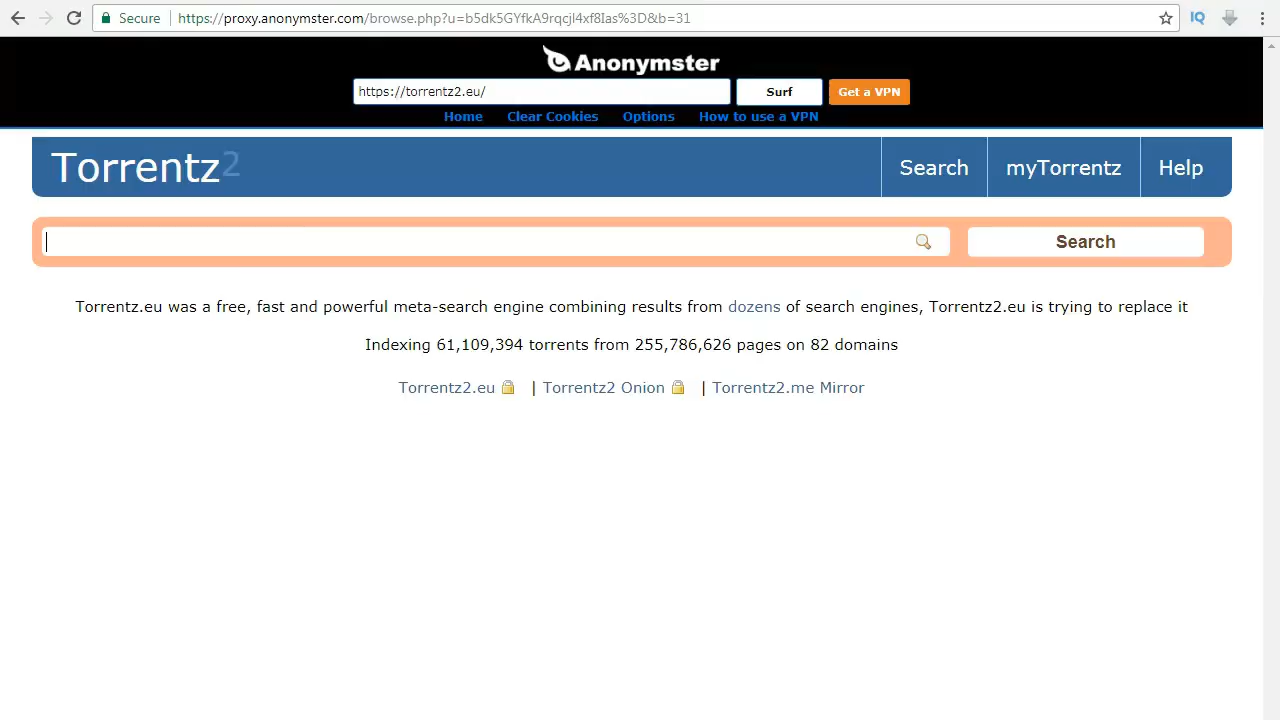 Secure https://proxy.anonymster.com/browse.php?u=b5dk5GYfkA9rqcjl4xf8Ias%3D&b=31 IQ
Anonymster
https://torrentz2.eu/ Surf Get a VPN
Home Clear Cookies Options How to use a VPN
Torrentz2 Search myTorrentz Help
Search
Torrentz.eu was a free, fast and powerful meta-search engine combining results from dozens of search engines, Torrentz2.eu is trying to replace it
Indexing 61,109,394 torrents from 255,786,626 pages on 82 domains
Torrentz2.eu | Torrentz2 Onion | Torrentz2.me Mirror